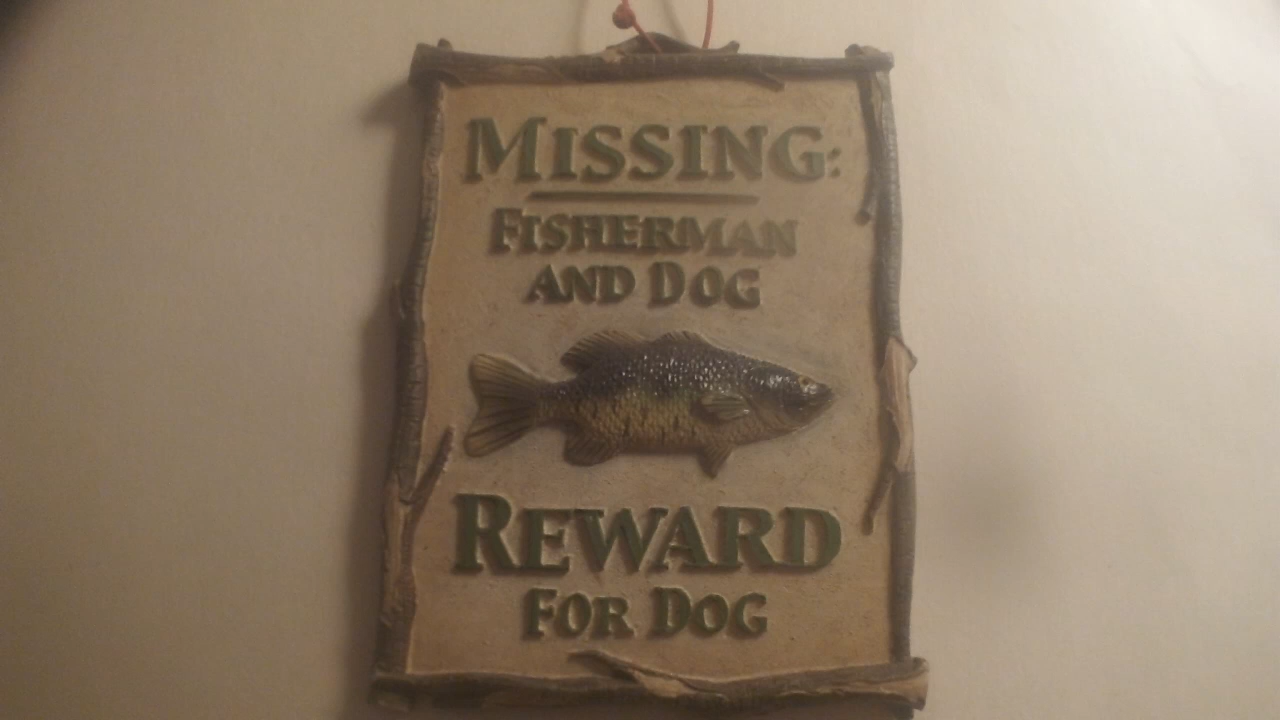 MISSING:
FISHERMAN
AND DOG
REWARD
FOR DOG